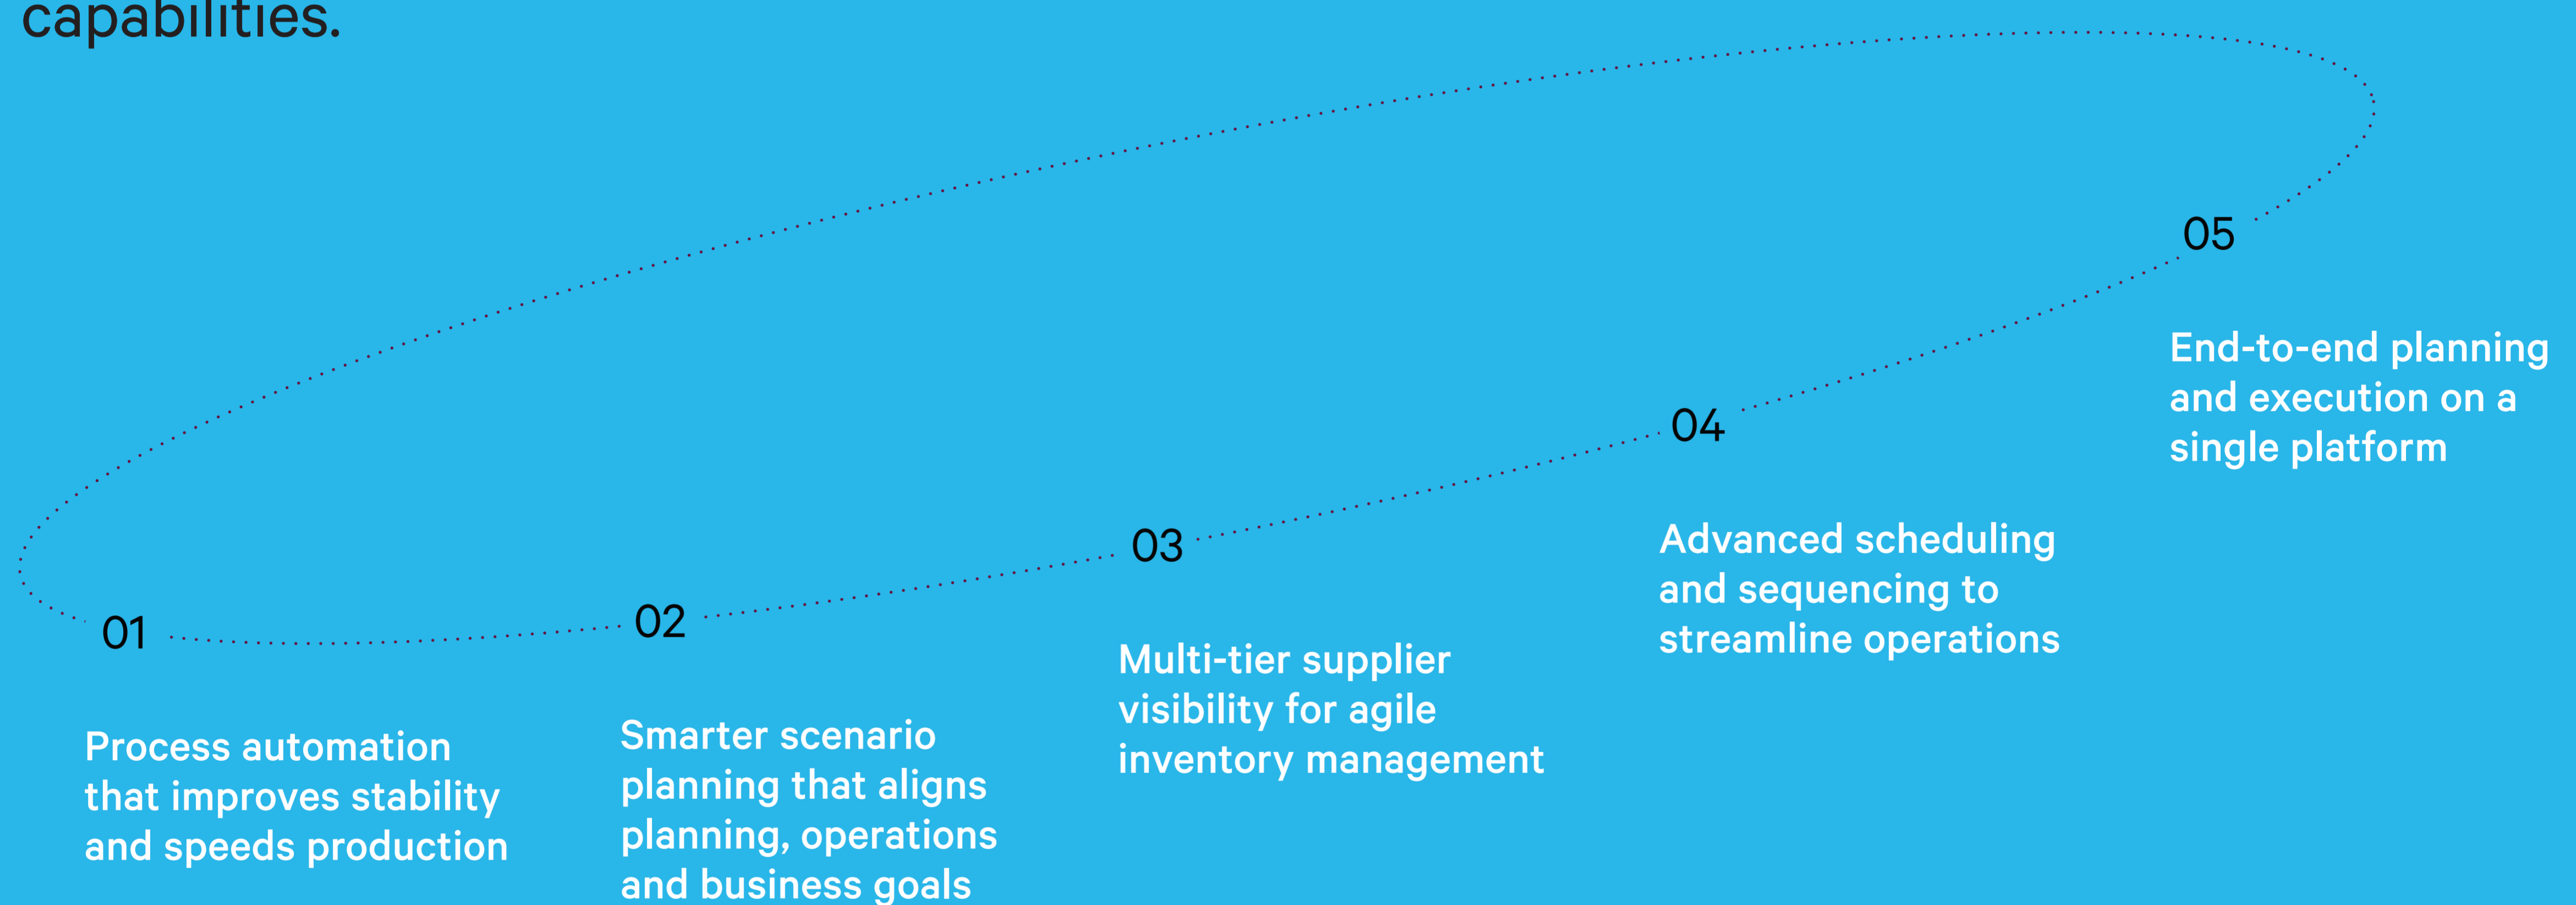 capabilities.
01
Process automation
that improves stability
and speeds production
02
Smarter scenario
planning that aligns
planning, operations
and business goals
03
Multi-tier supplier
visibility for agile
inventory management
04
Advanced scheduling
and sequencing to
streamline operations
05
End-to-end planning
and execution on a
single platform